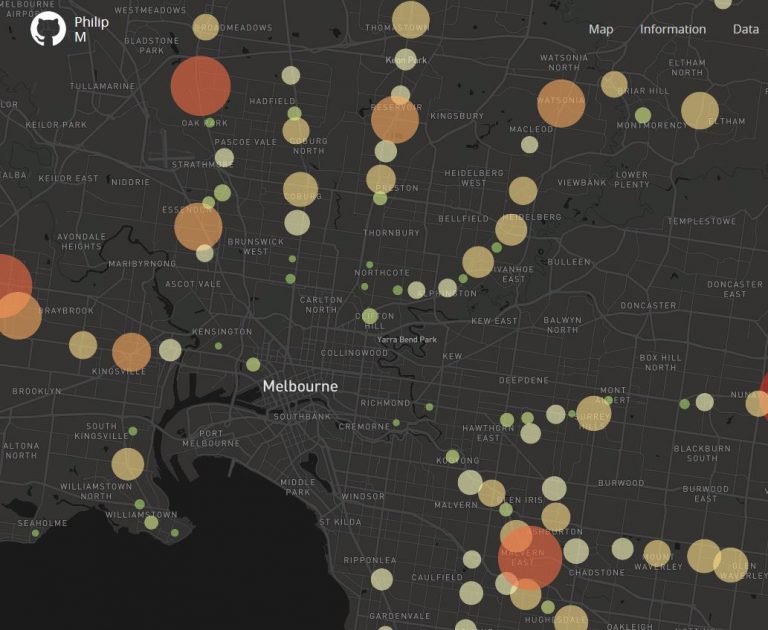 MELBOURNE
AIRPORT
WESTMEADOWS
BROADMEADOWS
THOMASTOWN
Philip
M
Map
Information
Data
GLADSTONE
PARK
Keon Park
WATSONIA
NORTH
ELTHAM
NORTH
TULLAMARINE
BRIAR HILL
HADFIELD
RESERVOIR
WATSONIA
KINGSBURY
OAK PARK
KEILOR PARK
MACLEOD
MONTMORENCY
ELTHAM
PASCOE VALE
COBURG
NORTH
STRATHMORE
KEILOR EAST
NIDDRIE
HEIDELBERG
WEST
VIEWBANK
LOWER
PLENTY
PRESTON
COBURG
ESSENDON
BELLFIELD
HEIDELBERG
TEMPLESTOWE
THORNBURY
AVONDALE
HEIGHTS
BRUNSWICK
WEST
MARIBYRNONG
BULLEEN
NORTHCOTE
IVANHOE
EAST
ASCOT VALE
DONCASTER
EAST
ALPHINGTON
CARLTON
NORTH
DONCASTER
BRAYBROOK
CLIFTON
HILL
KEW EAST
BALWYN
NORTH
KENSINGTON
Yarra Bend Park
COLLINGWOOD
KEW
BOX HILL
NORTH
KINGSVILLE
DEEPDENE
Melbourne
BROOKLYN
MONT
ALBERT
RICHMOND
SOUTHBANK
SURREY
HILLS
CREMORNE
SOUTH
KINGSVILLE
HAWTHORN
EAST
PORT
MELBOURNE
ALTONA
NORTH
BLACKBURN
SOUTH
KOOYONG
MIDDLE
PARK
BURWOOD
WILLIAMSTOWN
NORTH
BURWOOD
EAST
WINDSOR
GLEN IRIS
MALVERN
WILLIAMSTOWN
SEAHOLME
ST KILDA
ASHBURTON
MALVERN
EAST
MOUNT
WAVERLEY
RIPPONLEA
CHADSTONE
GLEN
WAVERLEY
CAULFIELD
GARDENVALE
HUGHESDALE
OAKLEIGH